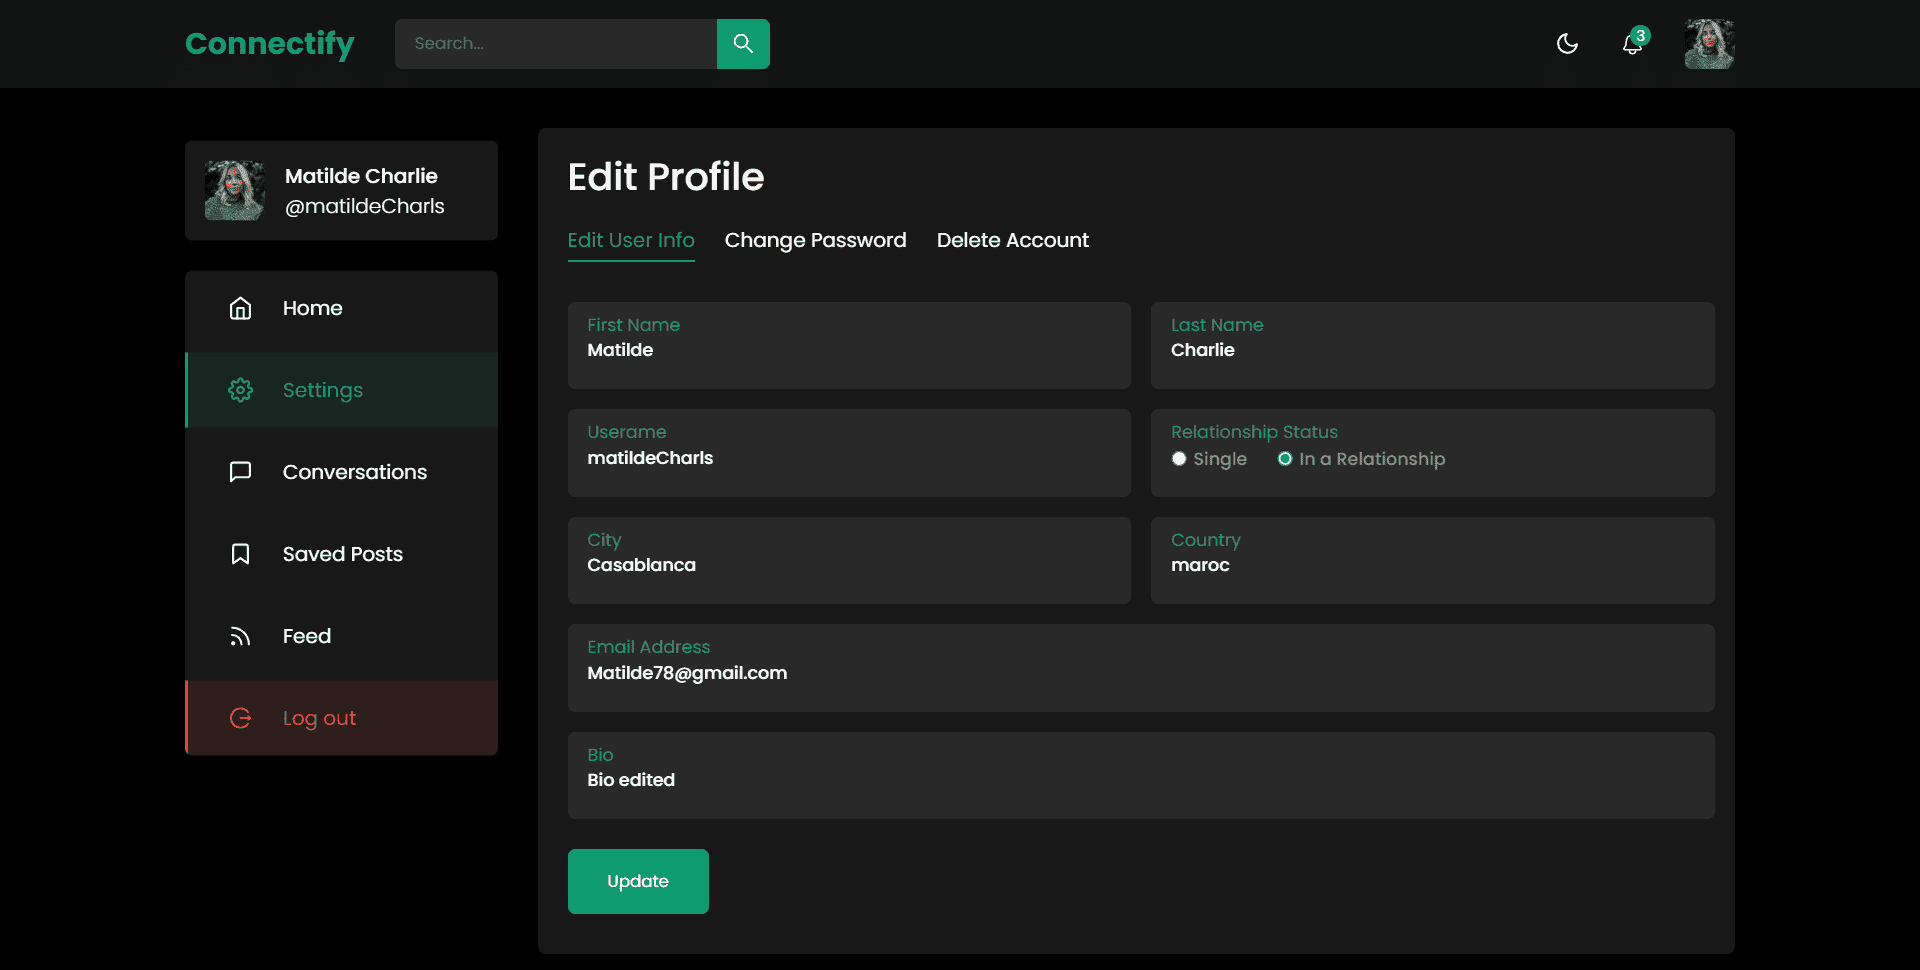 Connectify
Search...
3
Matilde Charlie
@matildeCharls
Home
Settings
Conversations
Saved Posts
Feed
Log out
Edit Profile
Edit User Info
Change Password
Delete Account
First Name
Matilde
Last Name
Charlie
Userame
matildeCharls
Relationship Status
Single
In a Relationship
City
Casablanca
Country
maroc
Email Address
Matilde78@gmail.com
Bio
Bio edited
Update